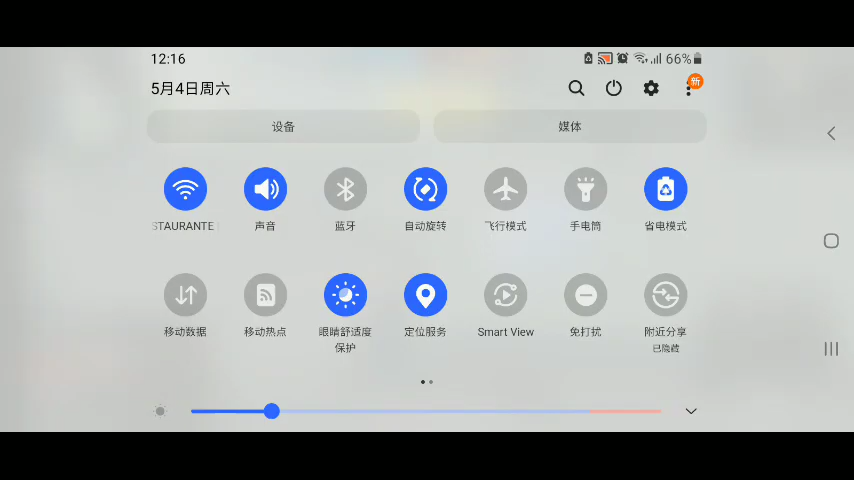 12:16
66%
5月4日周六
新
设备
媒体
STAURANTE
声音
蓝牙
自动旋转
飞行模式
手电筒
省电模式
移动数据
移动热点
眼睛舒适度
保护
定位服务
Smart View
免打扰
附近分享
已隐藏